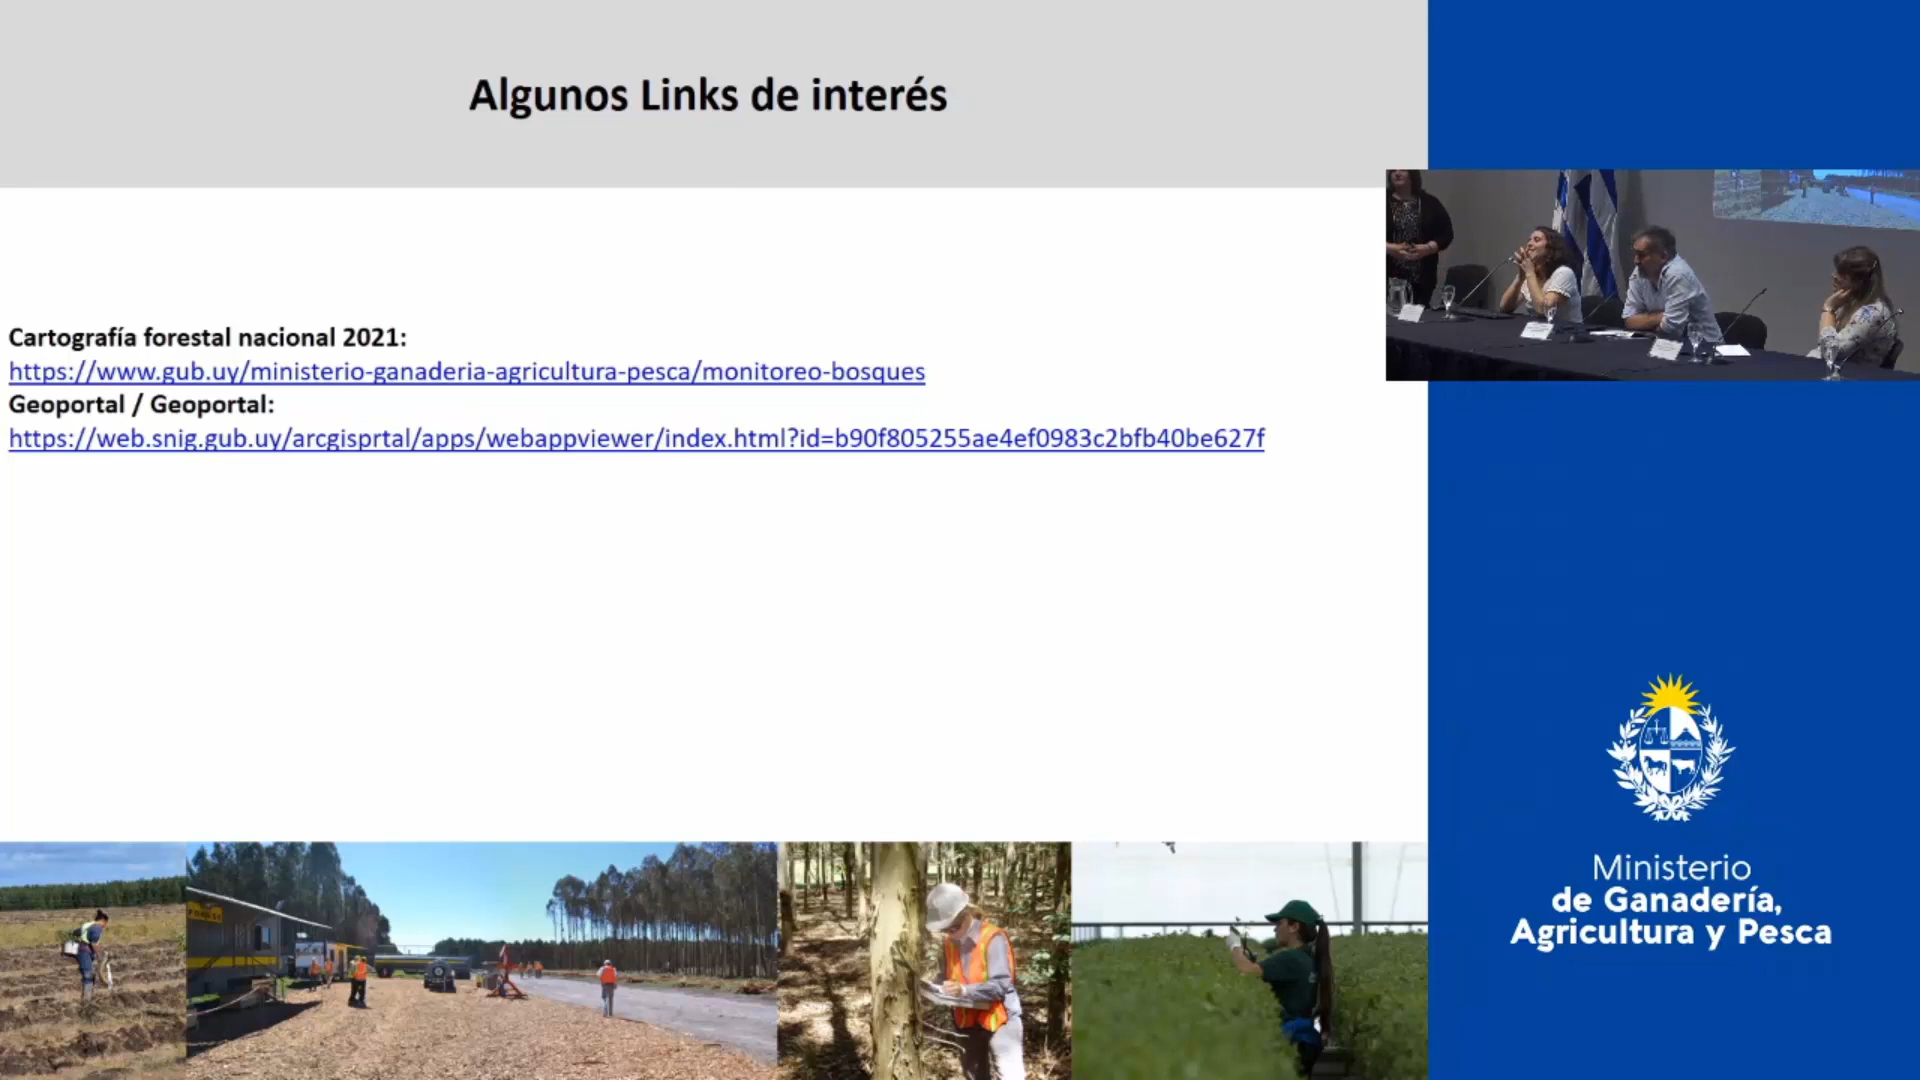 Algunos Links de interés
Cartografía forestal nacional 2021:
https://www.gub.uy/ministerio-ganaderia-agricultura-pesca/monitoreo-bosques
Geoportal / Geoportal:
https://web.snig.gub.uy/arcgisprtal/apps/webappviewer/index.html?id=b90f805255ae4ef0983c2bfb40be627f
Ministerio
de Ganadería,
Agricultura y Pesca